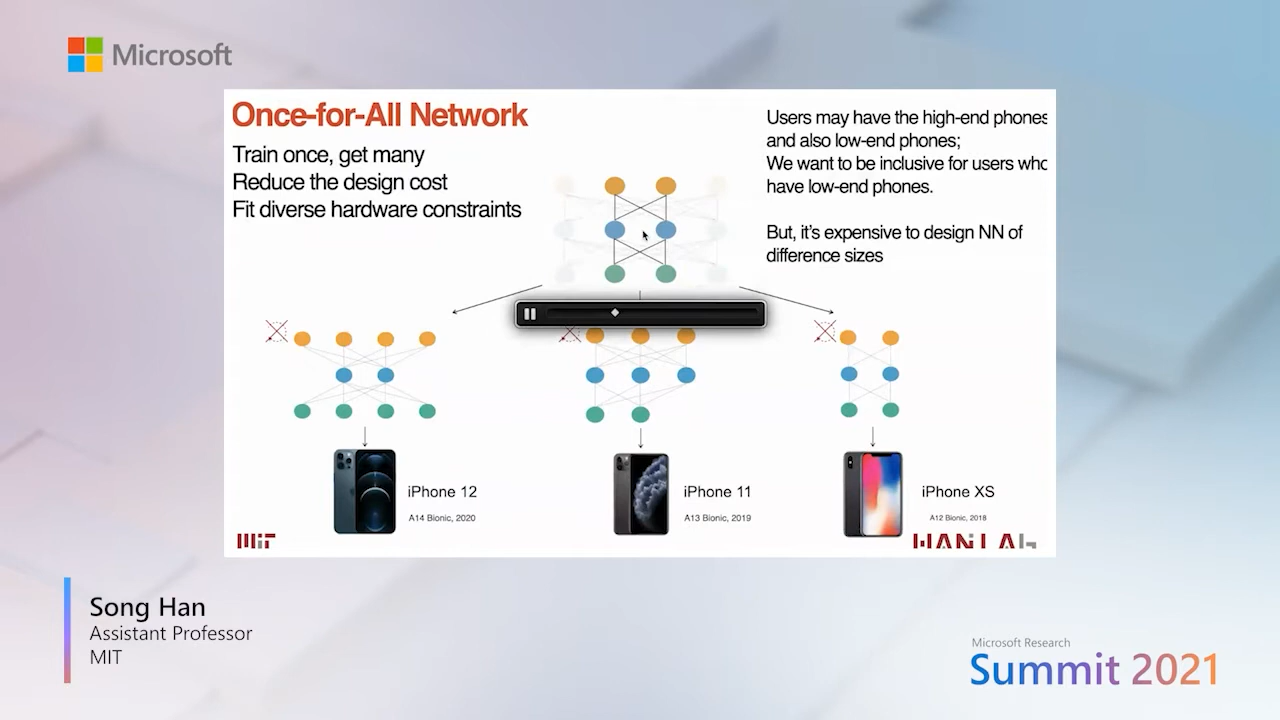 Microsoft
Once-for-All Network
Train once, get many
Reduce the design cost
Fit diverse hardware constraints
Users may have the high-end phones
and also low-end phones;
We want to be inclusive for users who
have low-end phones.
But, it's expensive to design NN of
difference sizes
iPhone 12
A14 Bionic, 2020
iPhone 11
A13 Bionic, 2019
iPhone XS
A12 Bionic, 2018
MIT
HAN LAB
Song Han
Assistant Professor
MIT
Microsoft Research
Summit 2021